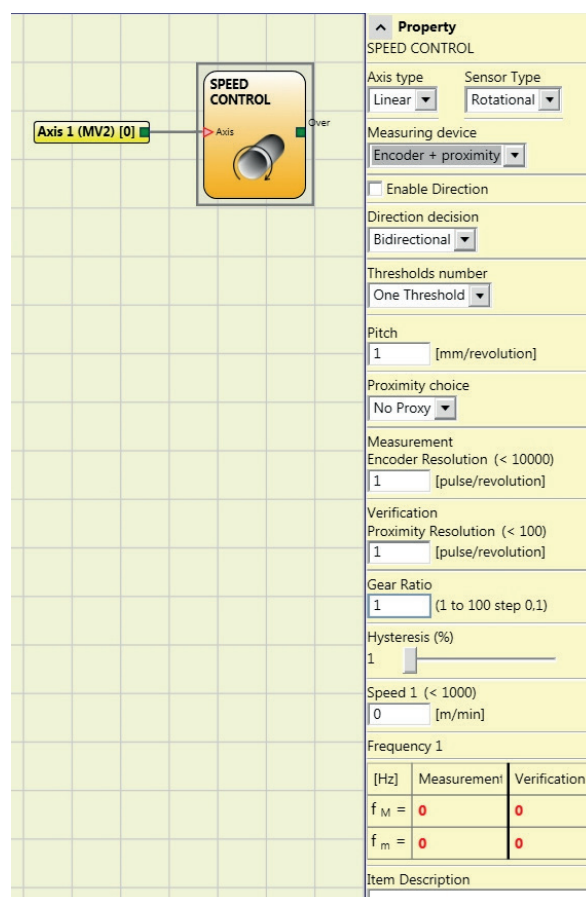 SPEED
CONTROL
Axis 1 (MV2) [0]
Axis
Over
Property
SPEED CONTROL
Axis type Sensor Type
Linear Rotational
Measuring device
Encoder + proximity
Enable Direction
Direction decision
Bidirectional
Thresholds number
One Threshold
Pitch
1 [mm/revolution]
Proximity choice
No Proxy
Measurement
Encoder Resolution (< 10000)
1 [pulse/revolution]
Verification
Proximity Resolution (< 100)
1 [pulse/revolution]
Gear Ratio
1 (1 to 100 step 0,1)
Hysteresis (%)
1
Speed 1 (< 1000)
0 [m/min]
Frequency 1
[Hz] Measurement Verification
f M = 0 0
f m = 0 0
Item Description